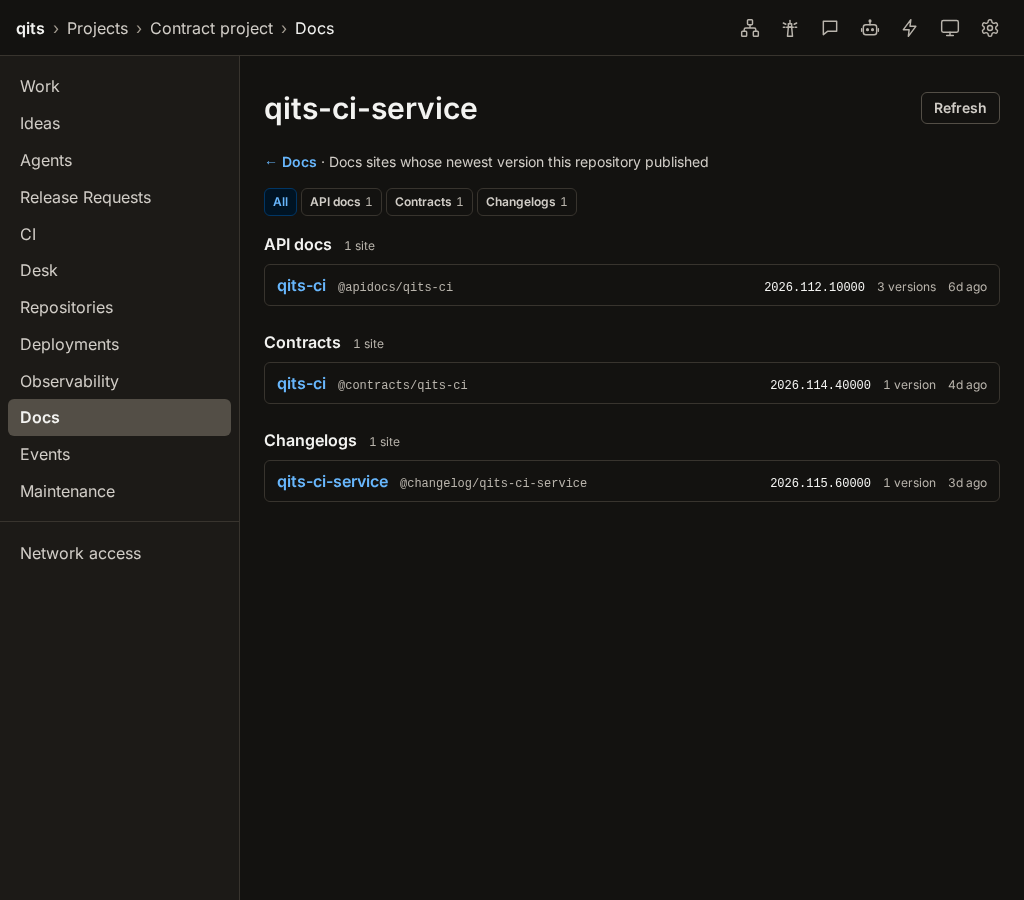 qits › Projects › Contract project › Docs
Work
Ideas
Agents
Release Requests
CI
Desk
Repositories
Deployments
Observability
Docs
Events
Maintenance
Network access
qits-ci-service
Refresh
← Docs · Docs sites whose newest version this repository published
All
API docs 1
Contracts 1
Changelogs 1
API docs 1 site
qits-ci @apidocs/qits-ci 2026.112.10000 3 versions 6d ago
Contracts 1 site
qits-ci @contracts/qits-ci 2026.114.40000 1 version 4d ago
Changelogs 1 site
qits-ci-service @changelog/qits-ci-service 2026.115.60000 1 version 3d ago